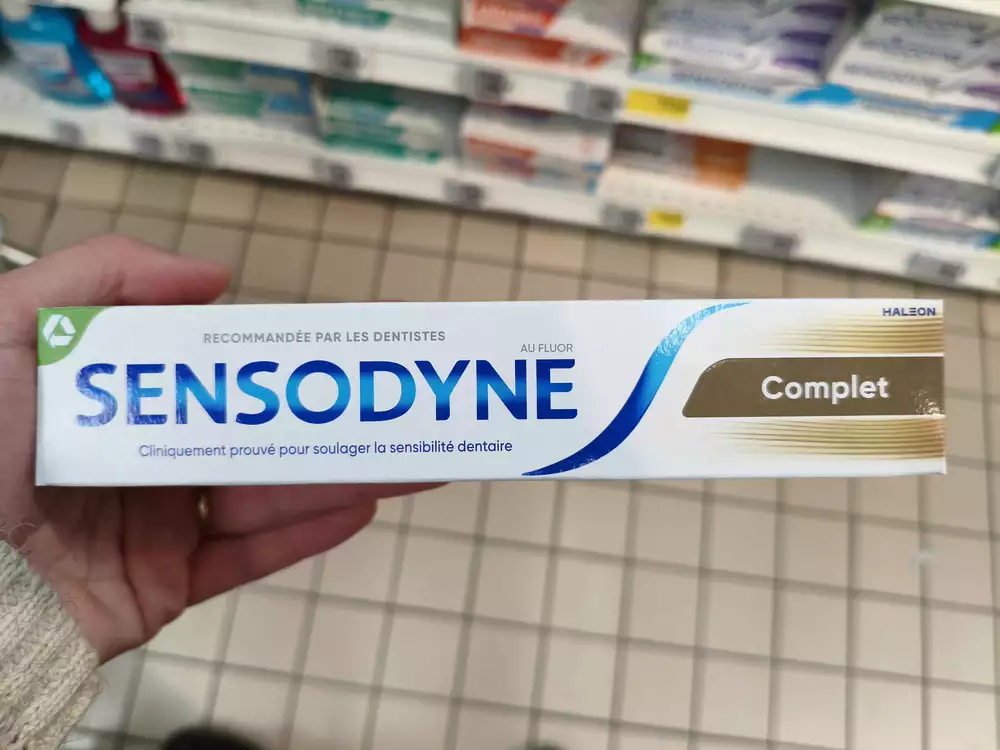 RECOMMANDÉE PAR LES DENTISTES
AU FLUOR
SENSODYNE
Cliniquement prouvé pour soulager la sensibilité dentaire
Complet
HALEON